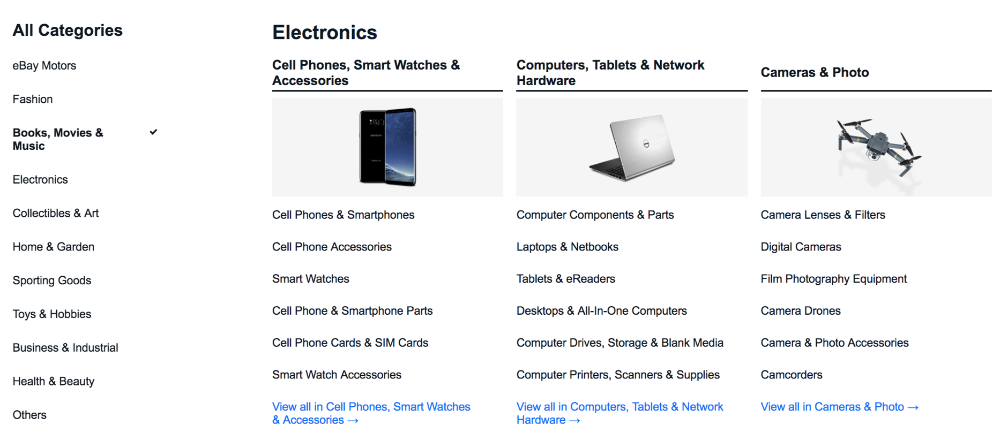 All Categories
eBay Motors
Fashion
Books, Movies &
Music
Electronics
Collectibles & Art
Home & Garden
Sporting Goods
Toys & Hobbies
Business & Industrial
Health & Beauty
Others
Electronics
Cell Phones, Smart Watches &
Accessories
SAMSUNG
Cell Phones & Smartphones
Cell Phone Accessories
Smart Watches
Cell Phone & Smartphone Parts
Cell Phone Cards & SIM Cards
Smart Watch Accessories
View all in Cell Phones, Smart Watches
& Accessories →
Computers, Tablets & Network
Hardware
DELL
Computer Components & Parts
Laptops & Netbooks
Tablets & eReaders
Desktops & All-In-One Computers
Computer Drives, Storage & Blank Media
Computer Printers, Scanners & Supplies
View all in Computers, Tablets & Network
Hardware →
Cameras & Photo
Camera Lenses & Filters
Digital Cameras
Film Photography Equipment
Camera Drones
Camera & Photo Accessories
Camcorders
View all in Cameras & Photo →